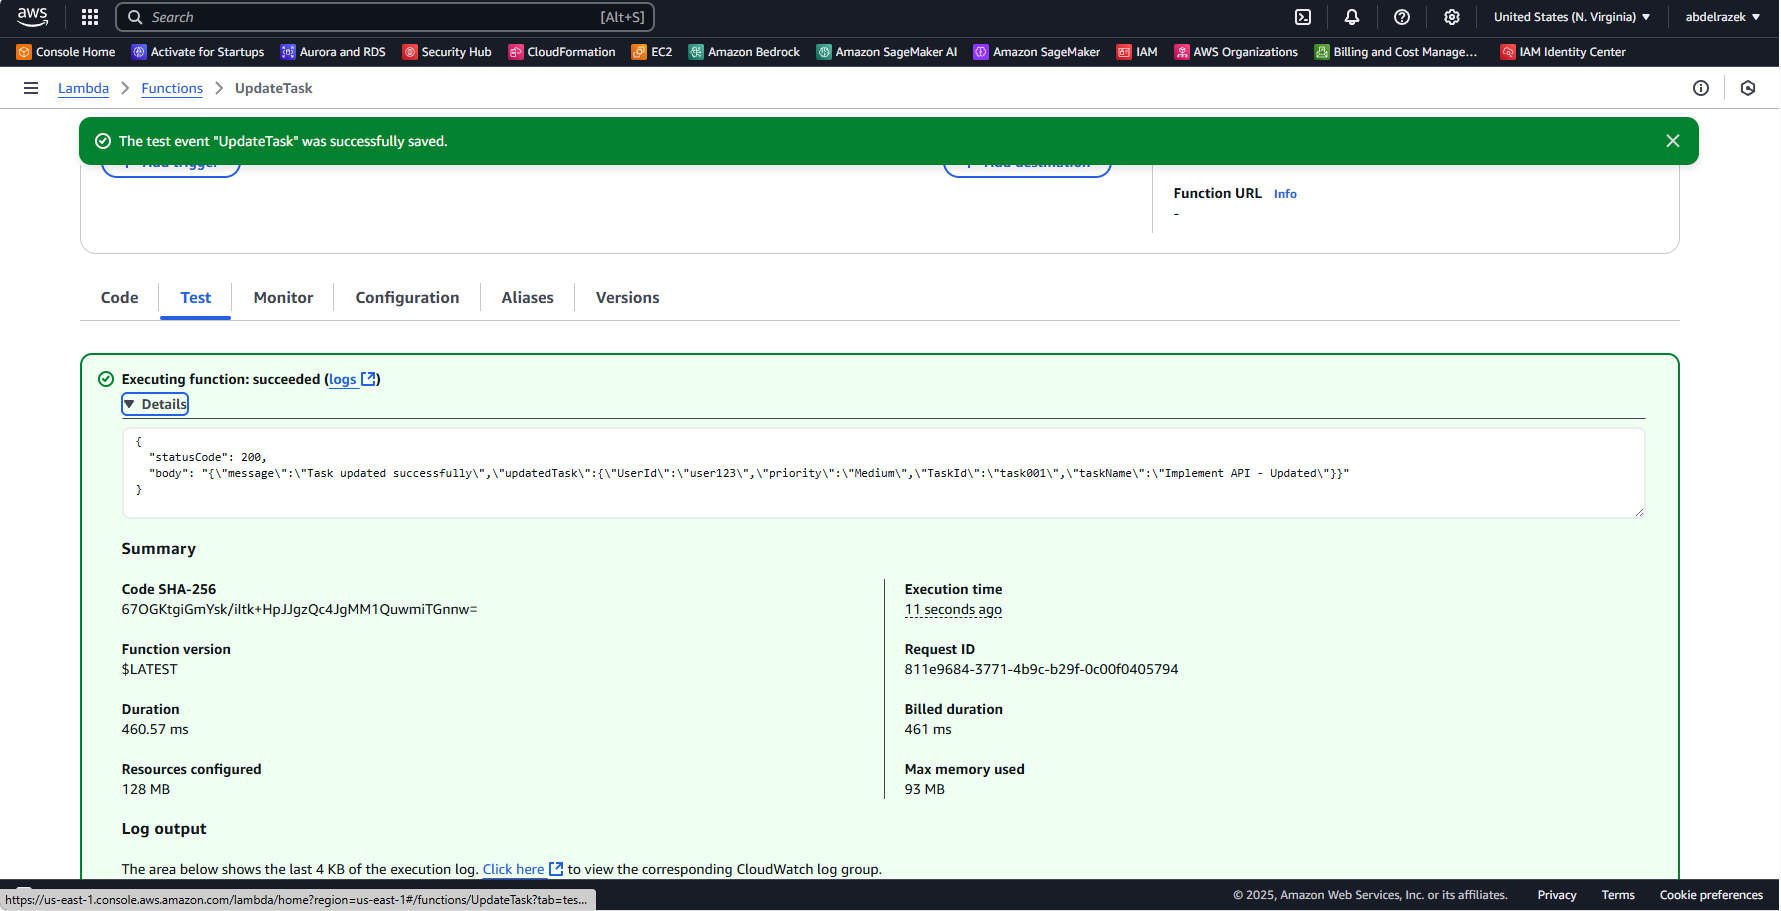 aws
Search [Alt+S]
United States (N. Virginia) ▼
abdelrazek ▼
Console Home Activate for Startups Aurora and RDS Security Hub CloudFormation EC2 Amazon Bedrock Amazon SageMaker AI Amazon SageMaker IAM AWS Organizations Billing and Cost Manage... IAM Identity Center
Lambda > Functions > UpdateTask
The test event "UpdateTask" was successfully saved.
+ Add trigger
+ Add destination
Function URL Info
-
Code Test Monitor Configuration Aliases Versions
Executing function: succeeded (logs)
▼ Details
{
"statusCode": 200,
"body": "{\"message\":\"Task updated successfully\",\"updatedTask\":{\"UserId\":\"user123\",\"priority\":\"Medium\",\"TaskId\":\"task001\",\"taskName\":\"Implement API - Updated\"}}"
}
Summary
Code SHA-256
67OGKtgiGmYsk/iItk+HpJJgzQc4JgMM1QuwmiTGnnw=
Execution time
11 seconds ago
Function version
$LATEST
Request ID
811e9684-3771-4b9c-b29f-0c00f0405794
Duration
460.57 ms
Billed duration
461 ms
Resources configured
128 MB
Max memory used
93 MB
Log output
The area below shows the last 4 KB of the execution log. Click here to view the corresponding CloudWatch log group.
https://us-east-1.console.aws.amazon.com/lambda/home?region=us-east-1#/functions/UpdateTask?tab=tes...
© 2025, Amazon Web Services, Inc. or its affiliates. Privacy Terms Cookie preferences